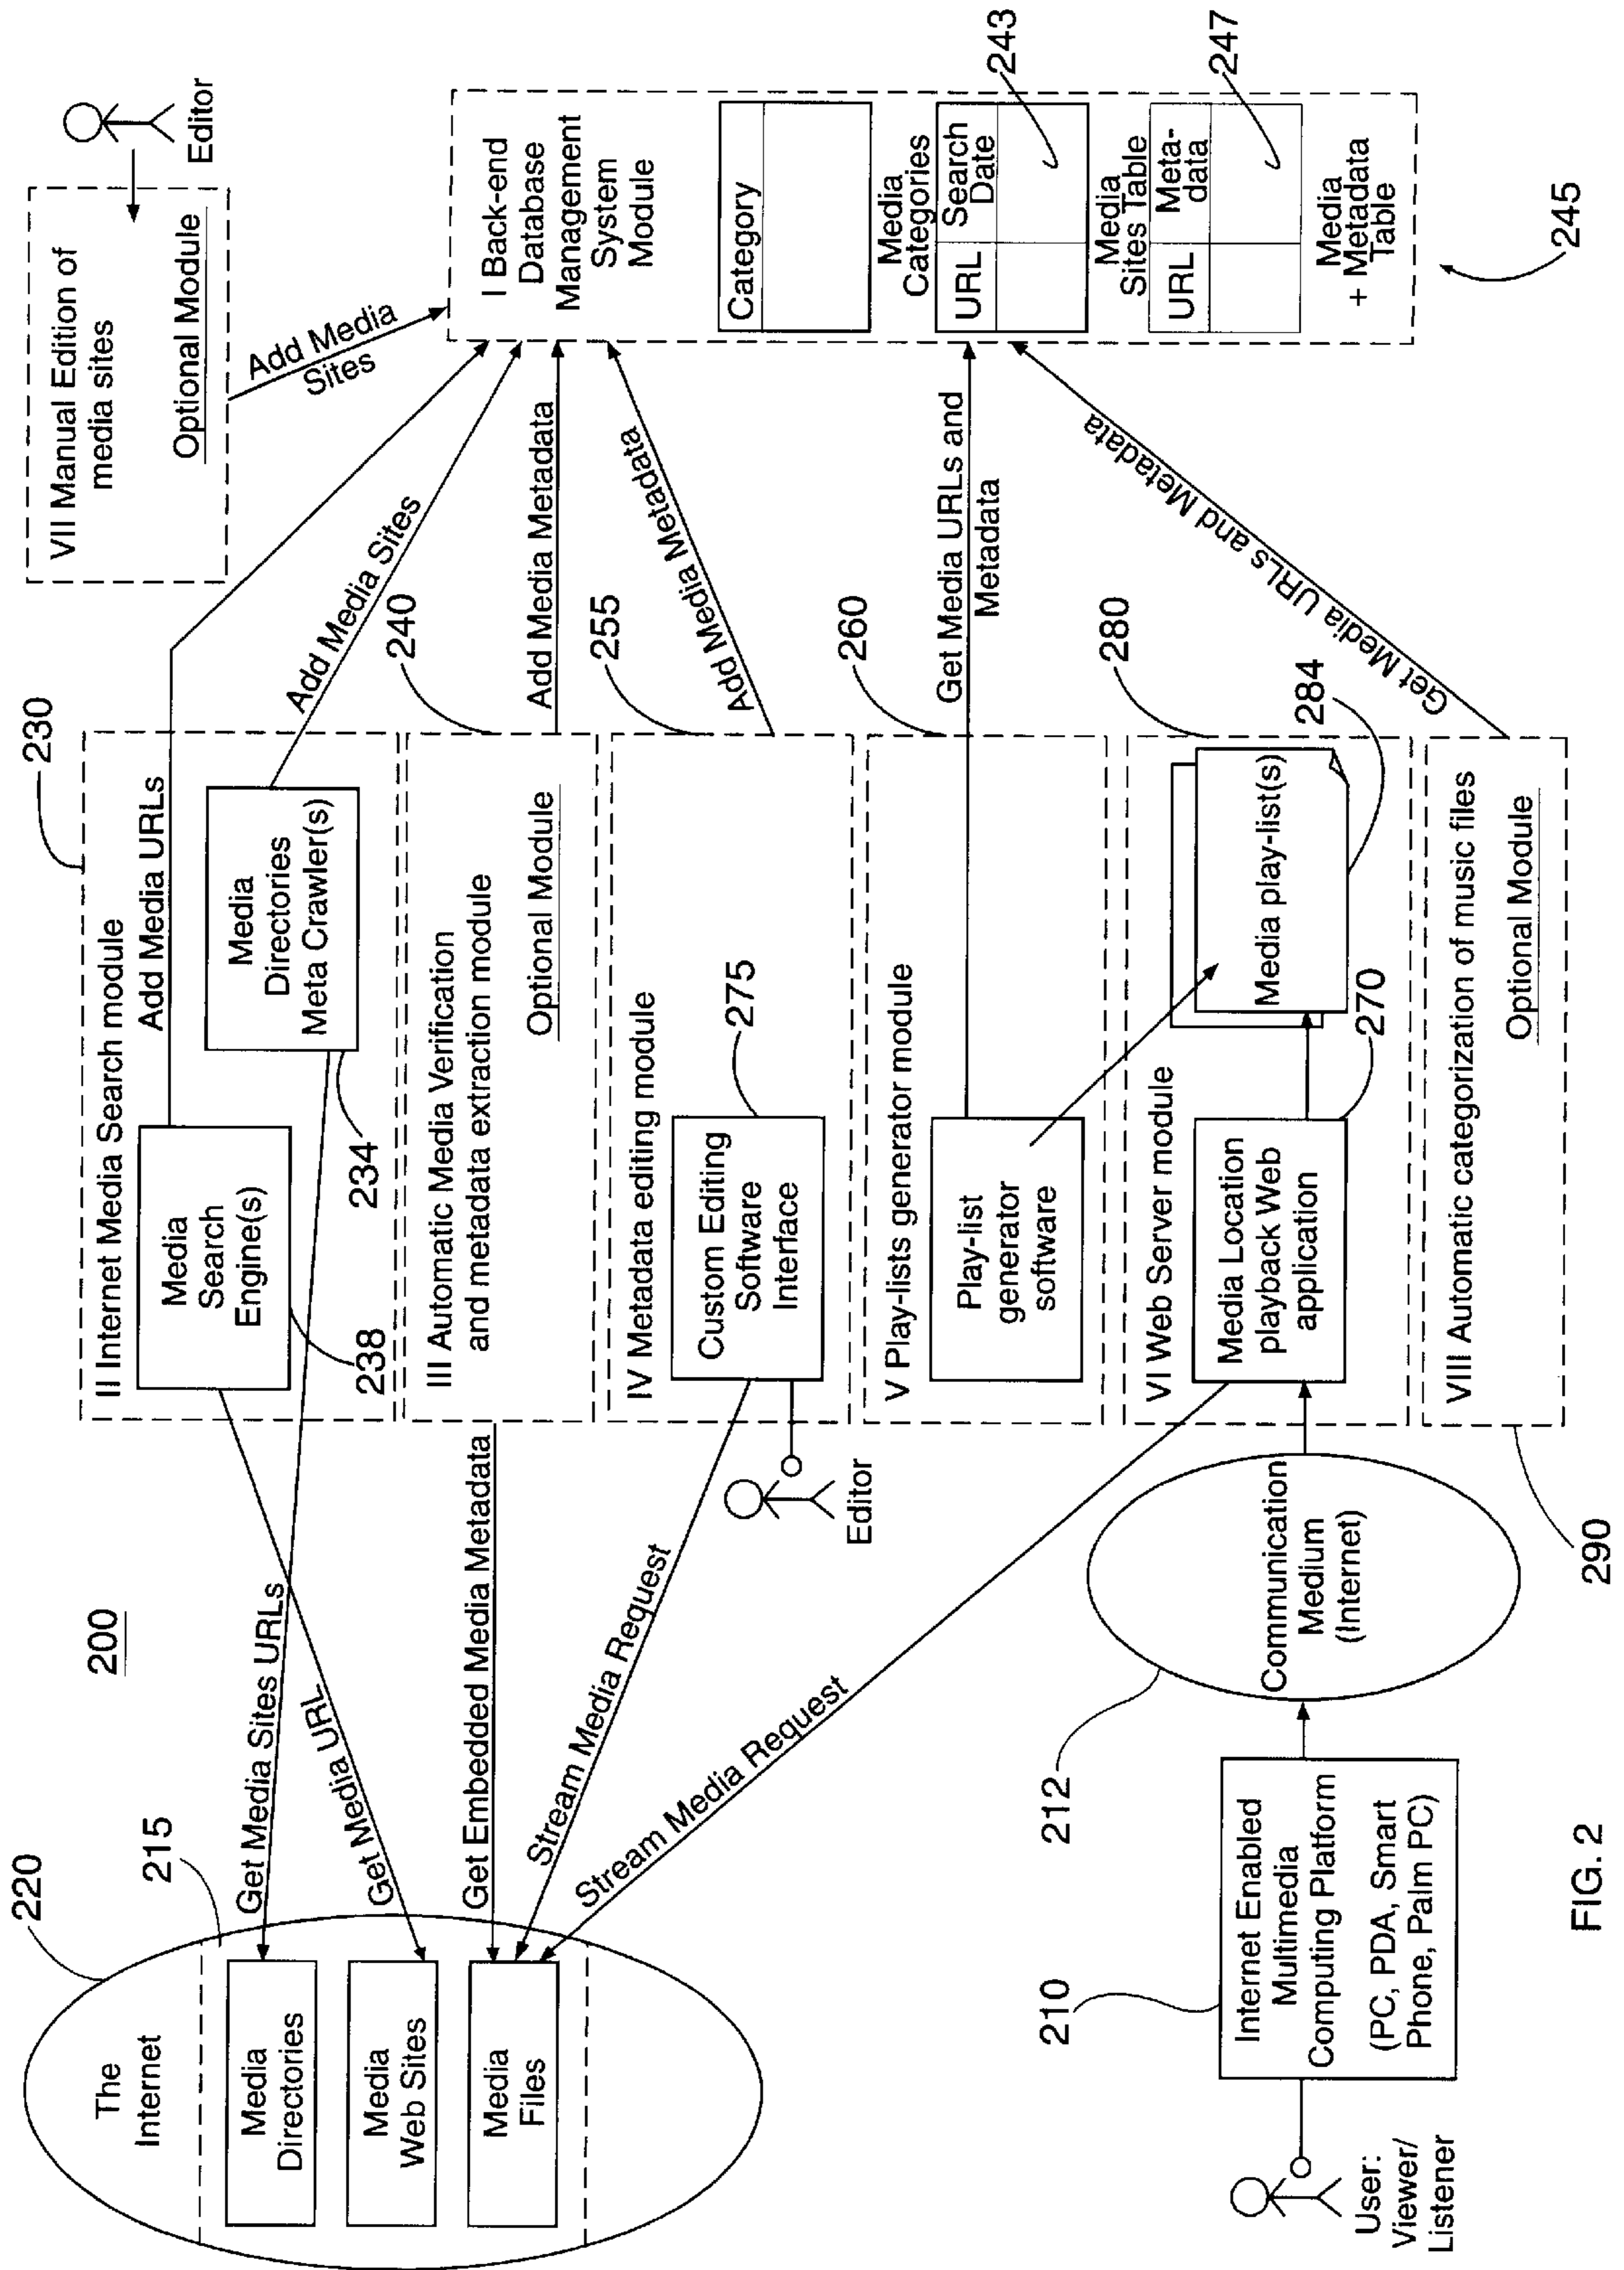 200
220
215
The
Internet
Media
Directories
Media
Web Sites
Media
Files
Get Media Sites URLs
Get Media URL
Get Embedded Media Metadata
Stream Media Request
Stream Media Request
230
II Internet Media Search module
Add Media URLs
Media
Search
Engine(s)
238
Media
Directories
Meta Crawler(s)
234
III Automatic Media Verification
and metadata extraction module
Optional Module
240
IV Metadata editing module
Custom Editing
Software
Interface
275
255
Editor
V Play-lists generator module
Play-list
generator
software
260
VI Web Server module
Media Location
playback Web
application
270
Media play-list(s)
284
280
VIII Automatic categorization of music files
Optional Module
290
VII Manual Edition of
media sites
Optional Module
Editor
Add Media
Sites
Add Media Sites
Add Media Metadata
Add Media Metadata
Get Media URLs and
Metadata
Get Media URLs and Metadata
I Back-end
Database
Management
System
Module
Category
Media
Categories
URL
Search
Date
243
Media
Sites Table
URL
Meta-
data
247
Media
+ Metadata
Table
245
212
Communication
Medium
(Internet)
210
Internet Enabled
Multimedia
Computing Platform
(PC, PDA, Smart
Phone, Palm PC)
User:
Viewer/
Listener
FIG. 2